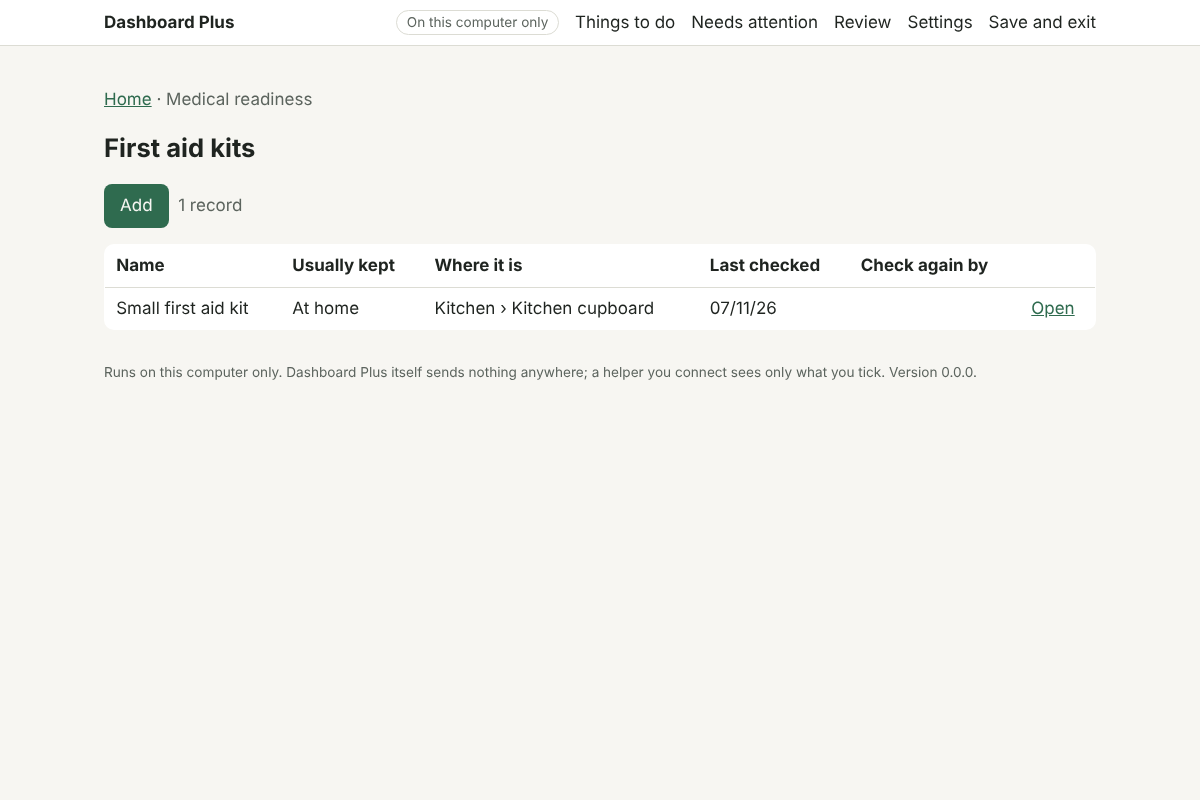 Dashboard Plus On this computer only Things to do Needs attention Review Settings Save and exit
Home · Medical readiness
First aid kits
Add 1 record
Name Usually kept Where it is Last checked Check again by
Small first aid kit At home Kitchen › Kitchen cupboard 07/11/26 Open
Runs on this computer only. Dashboard Plus itself sends nothing anywhere; a helper you connect sees only what you tick. Version 0.0.0.